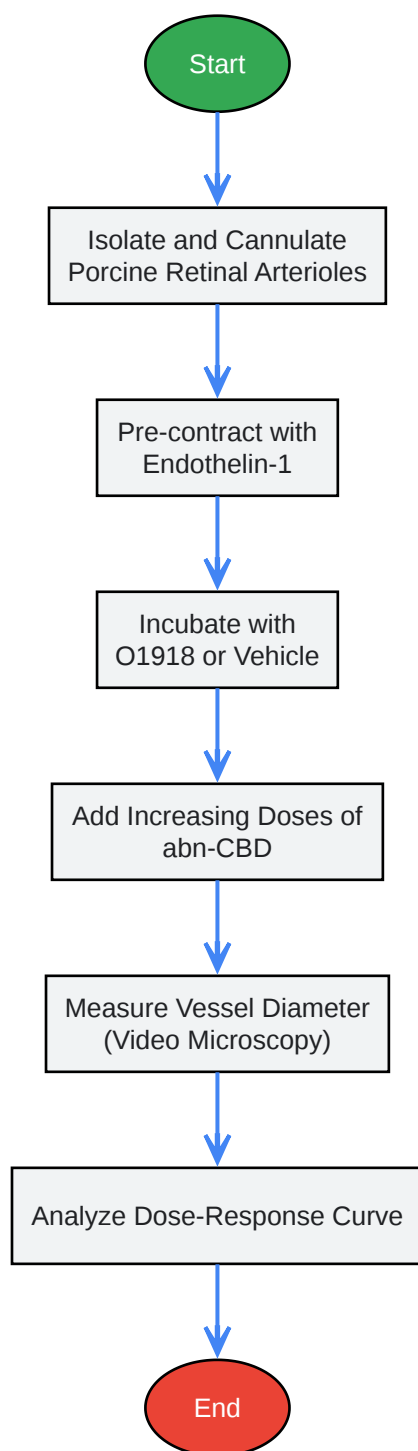 Start
Isolate and Cannulate
Porcine Retinal Arterioles
Pre-contract with
Endothelin-1
Incubate with
O1918 or Vehicle
Add Increasing Doses of
abn-CBD
Measure Vessel Diameter
(Video Microscopy)
Analyze Dose-Response Curve
End